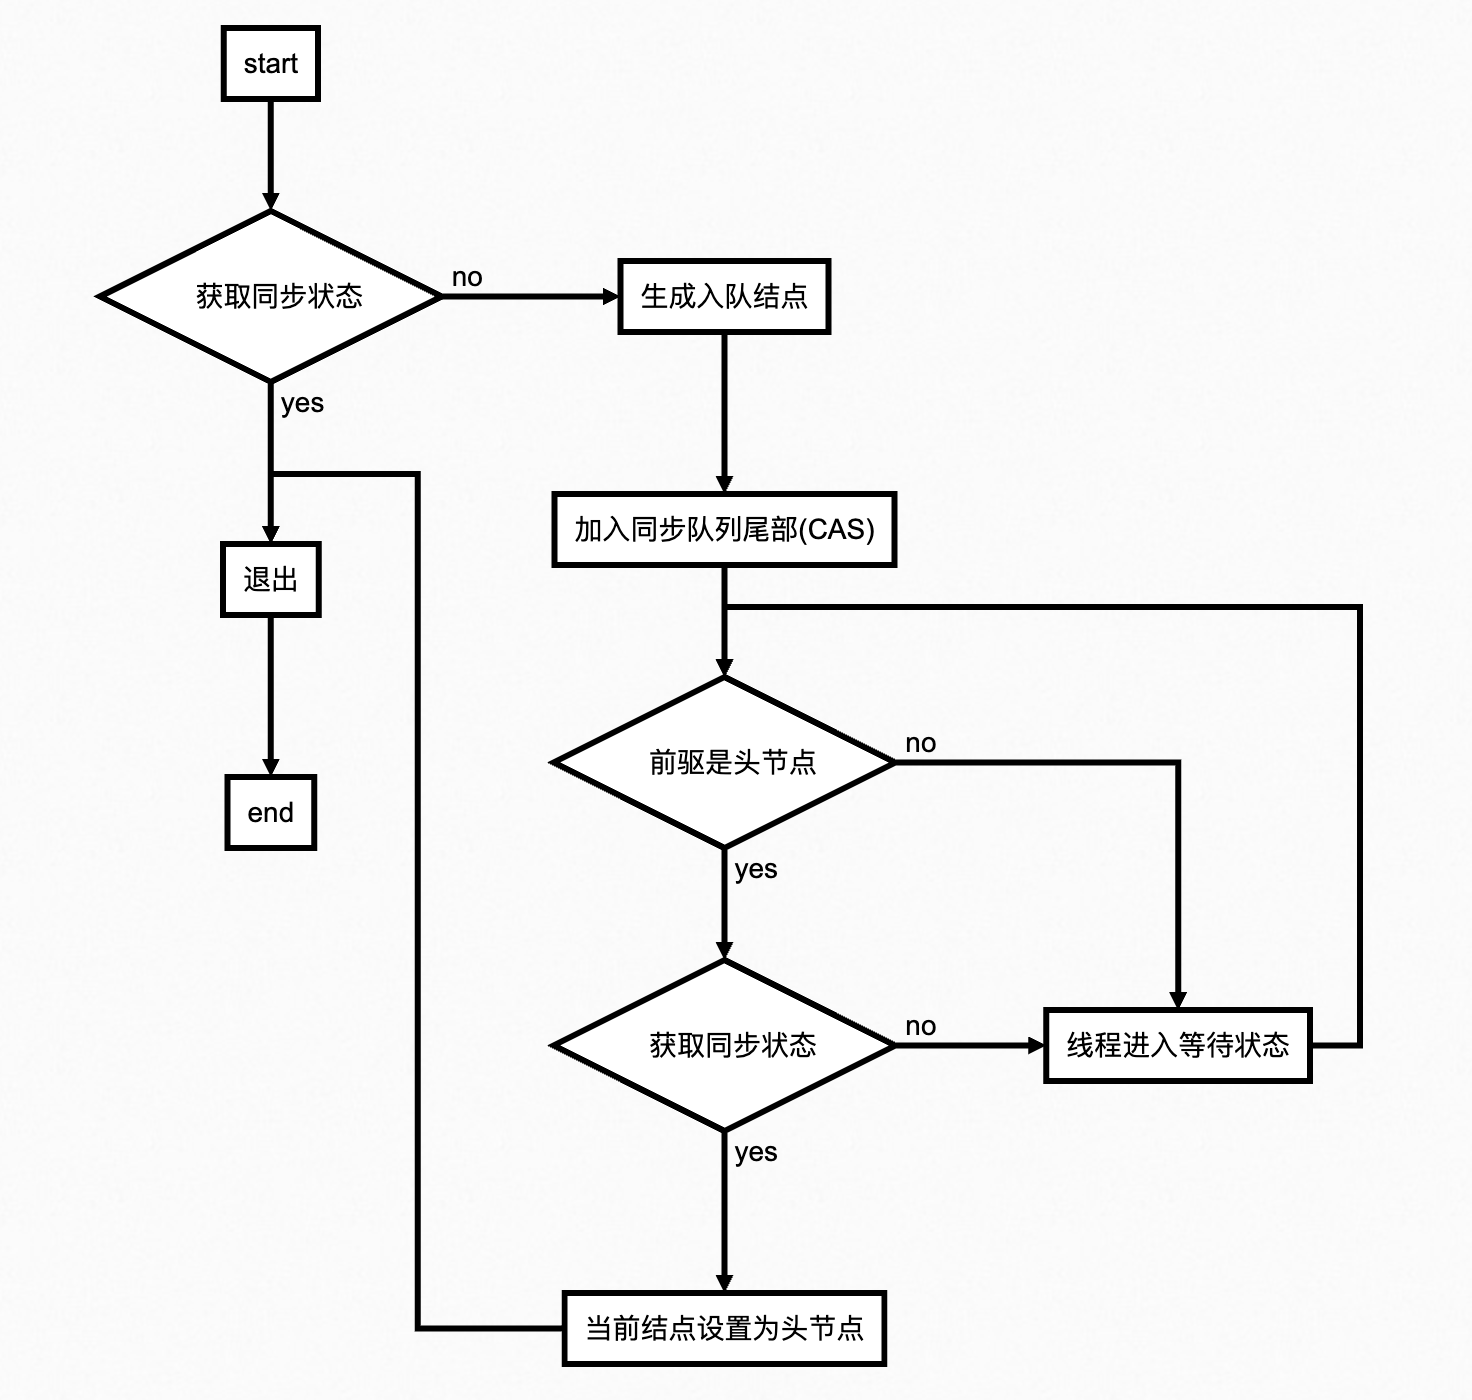 start
获取同步状态
no
生成入队结点
yes
加入同步队列尾部(CAS)
退出
前驱是头节点
no
end
yes
获取同步状态
no
线程进入等待状态
yes
当前结点设置为头节点